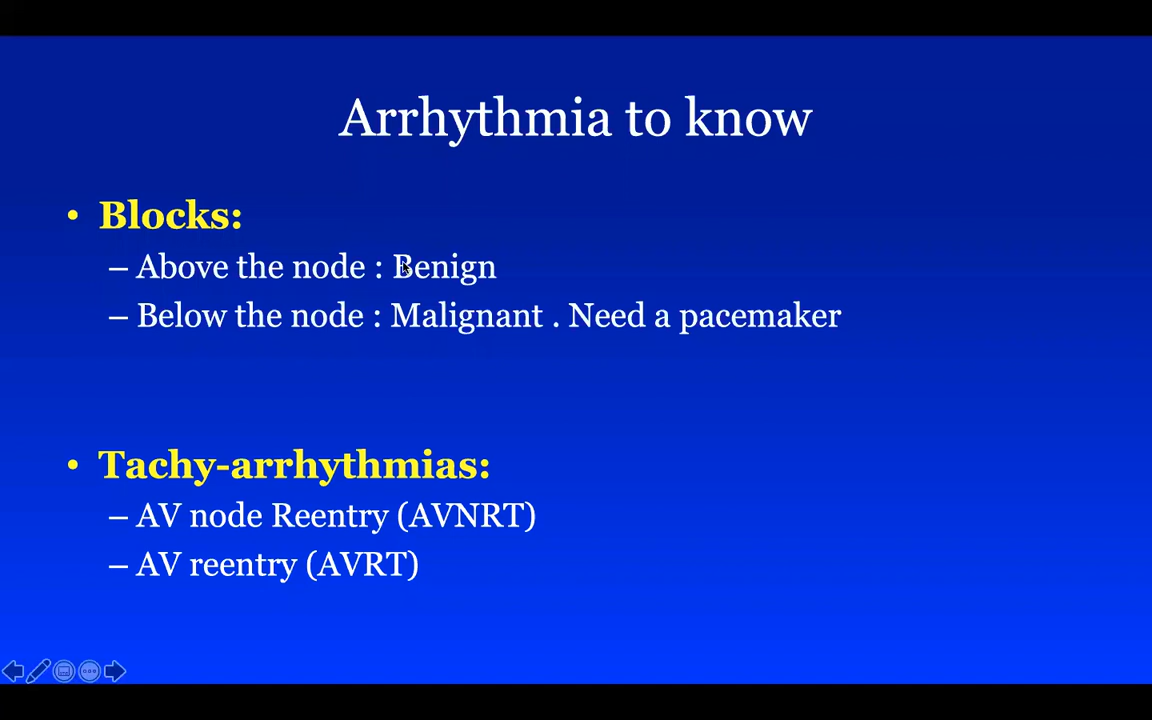 Arrhythmia to know
• Blocks:
– Above the node : Benign
– Below the node : Malignant . Need a pacemaker
• Tachy-arrhythmias:
– AV node Reentry (AVNRT)
– AV reentry (AVRT)